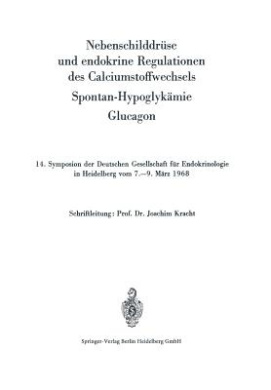 Nebenschilddrüse
und endokrine Regulationen
des Calciumstoffwechsels
Spontan-Hypoglykämie
Glucagon
14. Symposion der Deutschen Gesellschaft für Endokrinologie
in Heidelberg vom 7.—9. März 1968
Schriftleitung: Prof. Dr. Joachim Kracht
Springer-Verlag Berlin Heidelberg GmbH